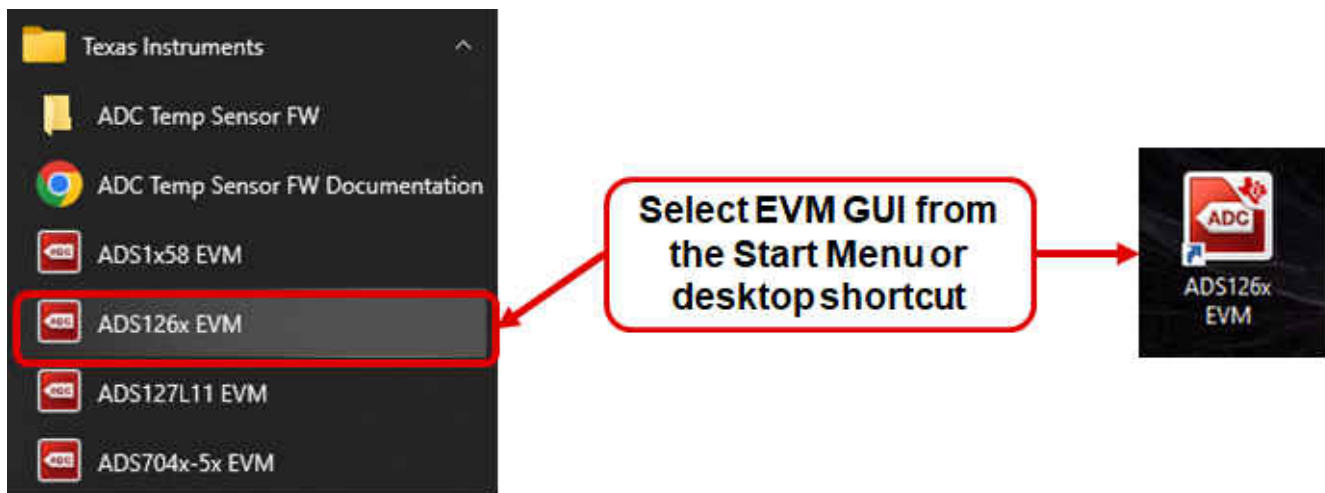 Texas Instruments
ADC Temp Sensor FW
ADC Temp Sensor FW Documentation
ADS1x58 EVM
ADS126x EVM
ADS127L11 EVM
ADS704x-5x EVM
Select EVM GUI from
the Start Menu or
desktop shortcut
ADC
ADS126x
EVM